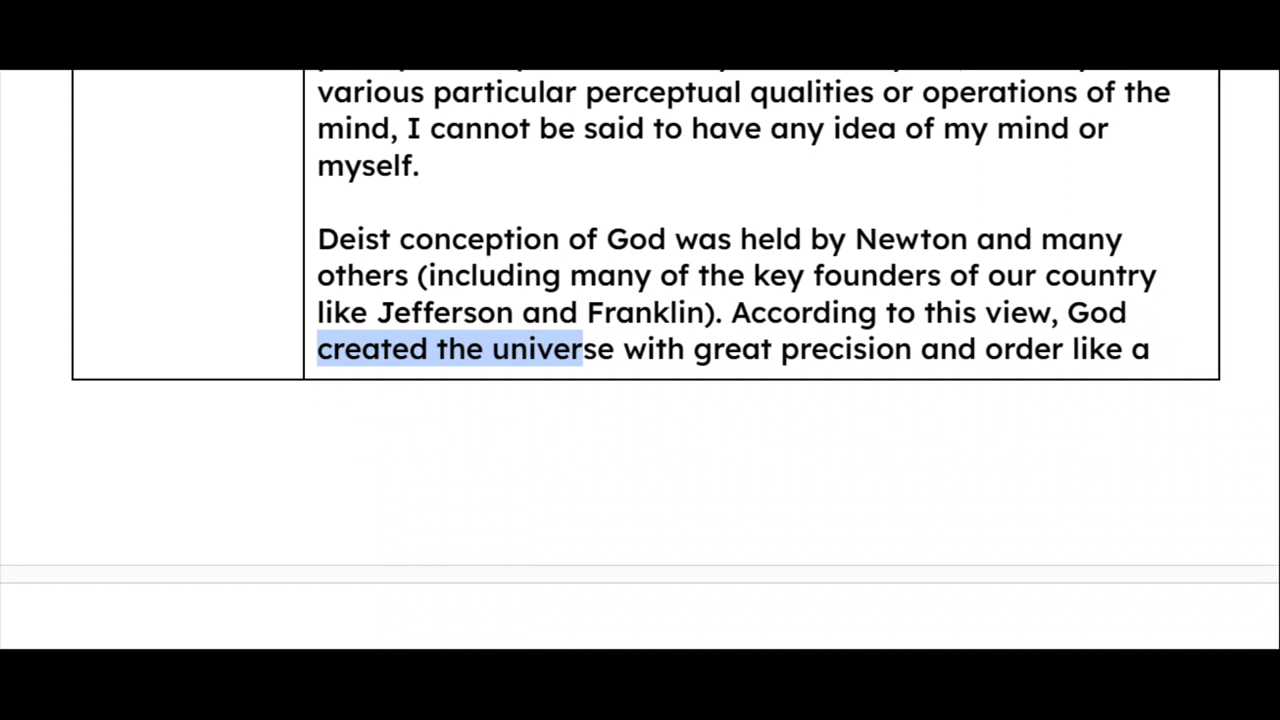 various particular perceptual qualities or operations of the
mind, I cannot be said to have any idea of my mind or
myself.
Deist conception of God was held by Newton and many
others (including many of the key founders of our country
like Jefferson and Franklin). According to this view, God
created the universe with great precision and order like a